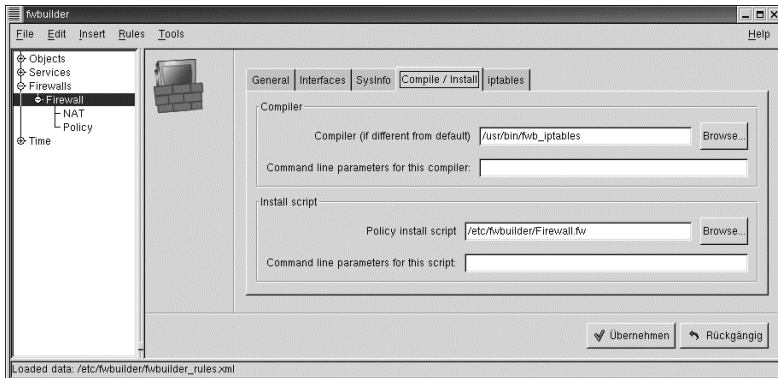 fwbuilder
File Edit Insert Rules Tools Help
Objects
Services
Firewalls
Firewall
NAT
Policy
Time
General Interfaces SysInfo Compile / Install iptables
Compiler
Compiler (if different from default) /usr/bin/fwb_iptables Browse...
Command line parameters for this compiler:
Install script
Policy install script /etc/fwbuilder/Firewall.fw Browse...
Command line parameters for this script:
Übernehmen Rückgängig
Loaded data: /etc/fwbuilder/fwbuilder_rules.xml